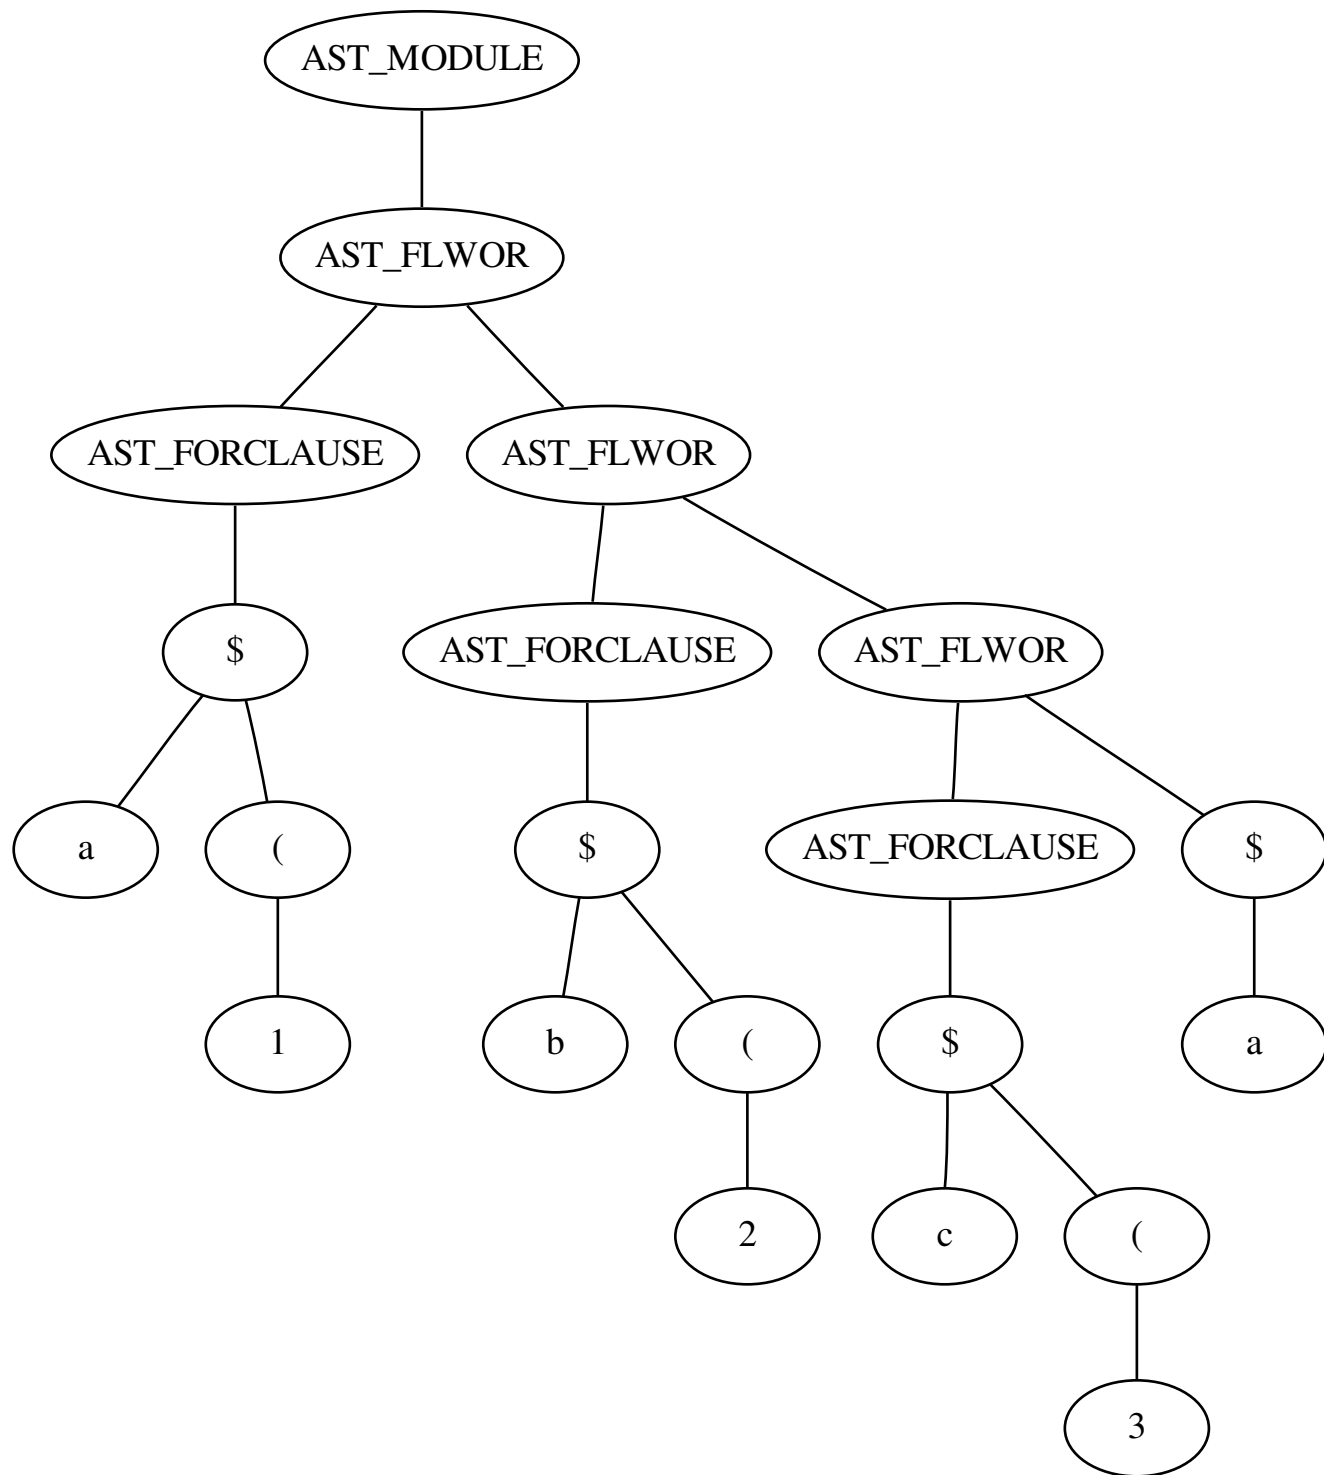 AST_MODULE
AST_FLWOR
AST_FORCLAUSE AST_FLWOR
$ AST_FORCLAUSE AST_FLWOR
a ( $ AST_FORCLAUSE $
1 b ( $ a
2 c (
3